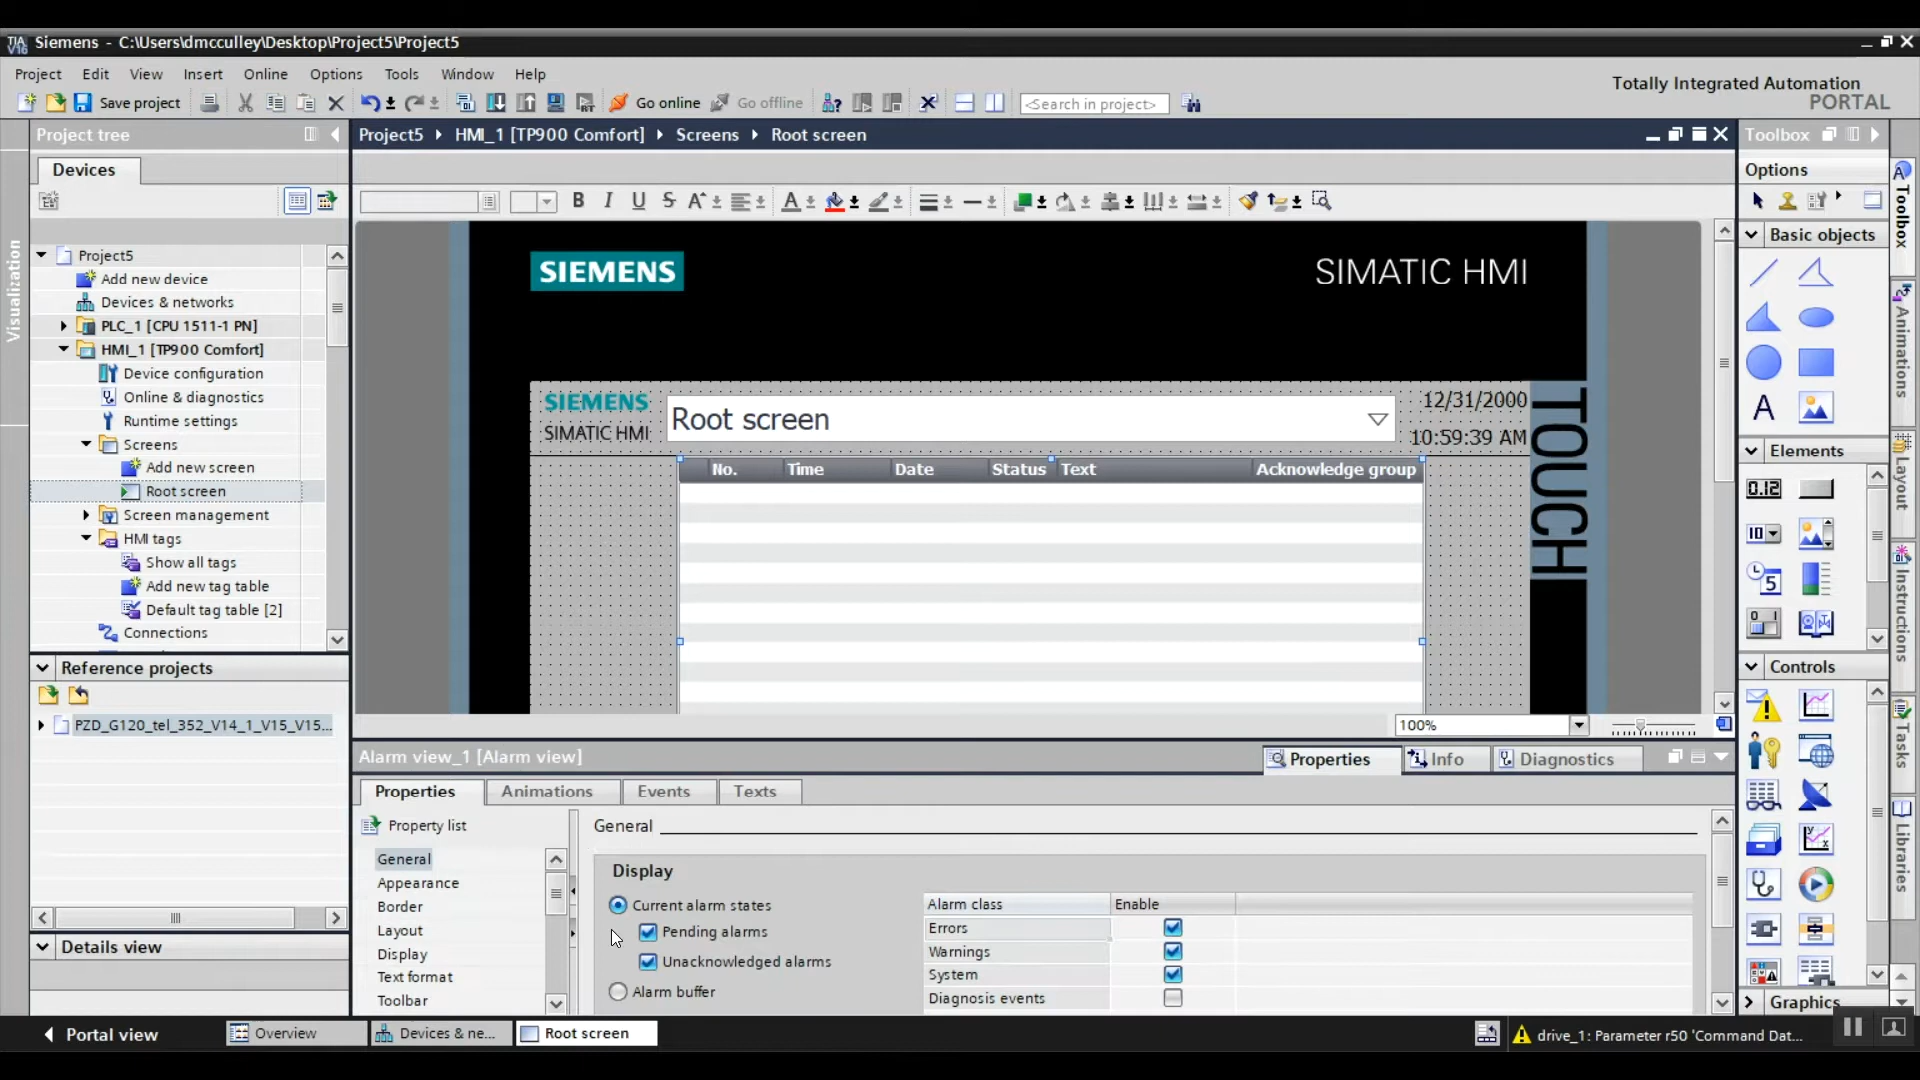 TIA V16 Siemens - C:\Users\dmcculley\Desktop\Project5\Project5
Project Edit View Insert Online Options Tools Window Help
Totally Integrated Automation
PORTAL
Save project Go online Go offline <Search in project>
Project tree
Project5 HMI_1 [TP900 Comfort] Screens Root screen
Toolbox
Devices
Options
B I U S A A
Visualization
Project5
Add new device
Devices & networks
PLC_1 [CPU 1511-1 PN]
HMI_1 [TP900 Comfort]
Device configuration
Online & diagnostics
Runtime settings
Screens
Add new screen
Root screen
Screen management
HMI tags
Show all tags
Add new tag table
Default tag table [2]
Connections
Reference projects
PZD_G120_tel_352_V14_1_V15_V15...
Details view
SIEMENS
SIMATIC HMI
SIEMENS
SIMATIC HMI
Root screen
12/31/2000
10:59:39 AM
TOUCH
No. Time Date Status Text Acknowledge group
100%
Alarm view_1 [Alarm view]
Properties Info Diagnostics
Properties Animations Events Texts
Property list
General
Appearance
Border
Layout
Display
Text format
Toolbar
General
Display
Current alarm states
Pending alarms
Unacknowledged alarms
Alarm buffer
Alarm class Enable
Errors
Warnings
System
Diagnosis events
Basic objects
A
Elements
0.12
10
5
Controls
Graphics
Toolbox
Animations
Layout
Instructions
Tasks
Libraries
Portal view Overview Devices & ne... Root screen
drive_1: Parameter r50 'Command Dat...